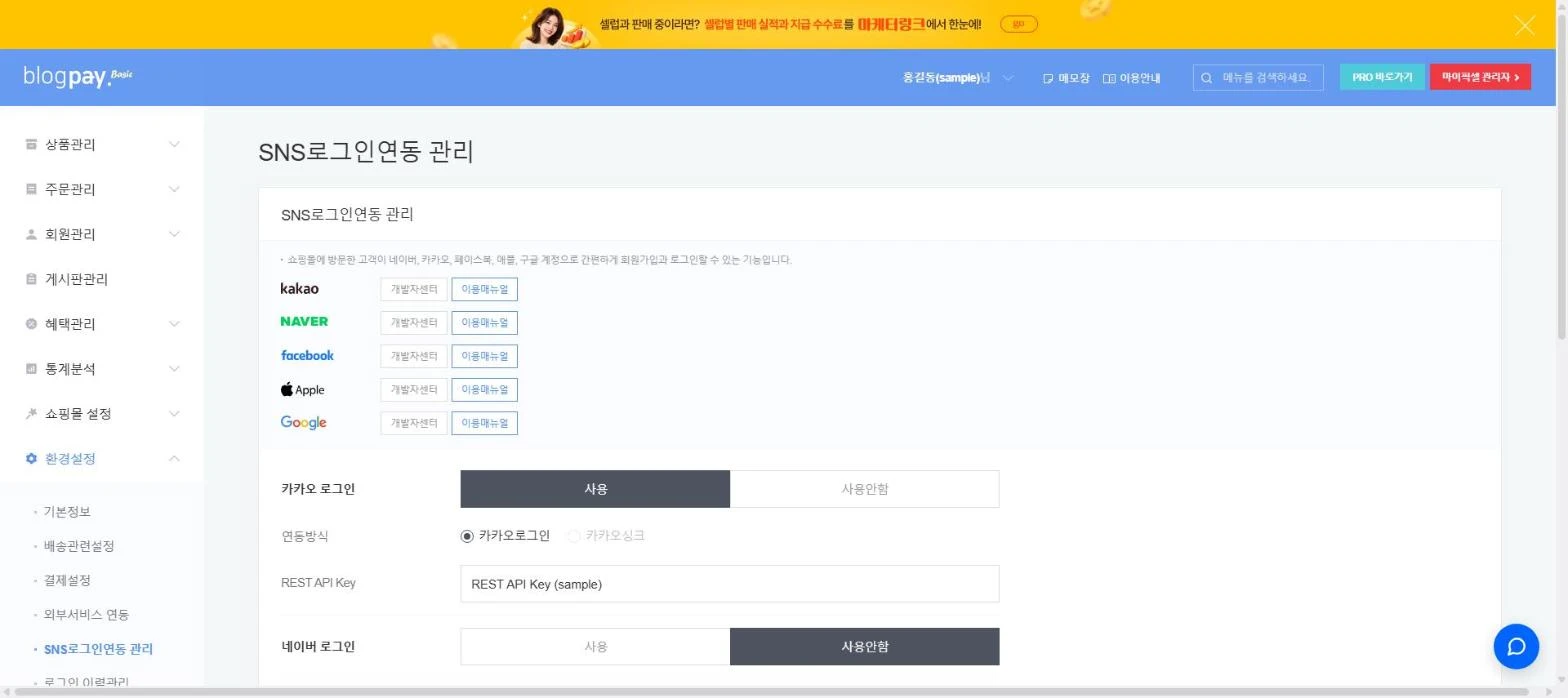 셀럽과 판매 중이라면? 셀럽별 판매 실적과 지급 수수료를 마케터링크에서 한눈에! go
blogpay. Basic
홍길동(sample)님 메모장 이용안내 메뉴를 검색하세요. PRO 바로가기 마이픽셀 관리자
상품관리
주문관리
회원관리
게시판관리
혜택관리
통계분석
쇼핑몰 설정
환경설정
· 기본정보
· 배송관련설정
· 결제설정
· 외부서비스 연동
· SNS로그인연동 관리
· 로그인 이력관리
SNS로그인연동 관리
SNS로그인연동 관리
· 쇼핑몰에 방문한 고객이 네이버, 카카오, 페이스북, 애플, 구글 계정으로 간편하게 회원가입과 로그인할 수 있는 기능입니다.
kakao 개발자센터 이용매뉴얼
NAVER 개발자센터 이용매뉴얼
facebook 개발자센터 이용매뉴얼
Apple 개발자센터 이용매뉴얼
Google 개발자센터 이용매뉴얼
카카오 로그인 사용 사용안함
연동방식 카카오로그인 카카오싱크
REST API Key REST API Key (sample)
네이버 로그인 사용 사용안함